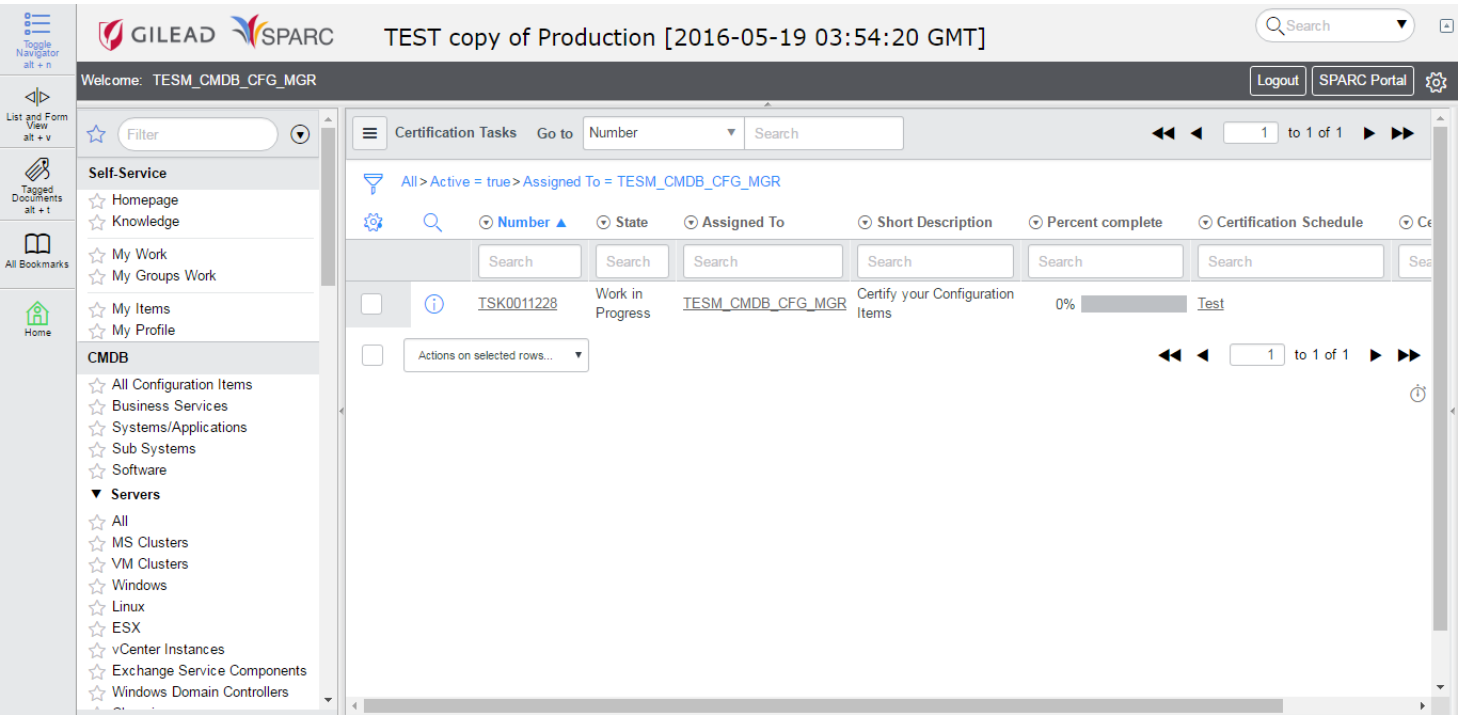 Toggle
Navigator
alt + n
List and Form
View
alt + v
Tagged
Documents
alt + t
All Bookmarks
Home
GILEAD SPARC
TEST copy of Production [2016-05-19 03:54:20 GMT]
Search
Welcome: TESM_CMDB_CFG_MGR
Logout
SPARC Portal
Filter
Self-Service
Homepage
Knowledge
My Work
My Groups Work
My Items
My Profile
CMDB
All Configuration Items
Business Services
Systems/Applications
Sub Systems
Software
Servers
All
MS Clusters
VM Clusters
Windows
Linux
ESX
vCenter Instances
Exchange Service Components
Windows Domain Controllers
Certification Tasks Go to Number Search 1 to 1 of 1
All > Active = true > Assigned To = TESM_CMDB_CFG_MGR
Number State Assigned To Short Description Percent complete Certification Schedule Ce
Search Search Search Search Search Search Sea
TSK0011228 Work in Progress TESM_CMDB_CFG_MGR Certify your Configuration Items 0% Test
Actions on selected rows... 1 to 1 of 1